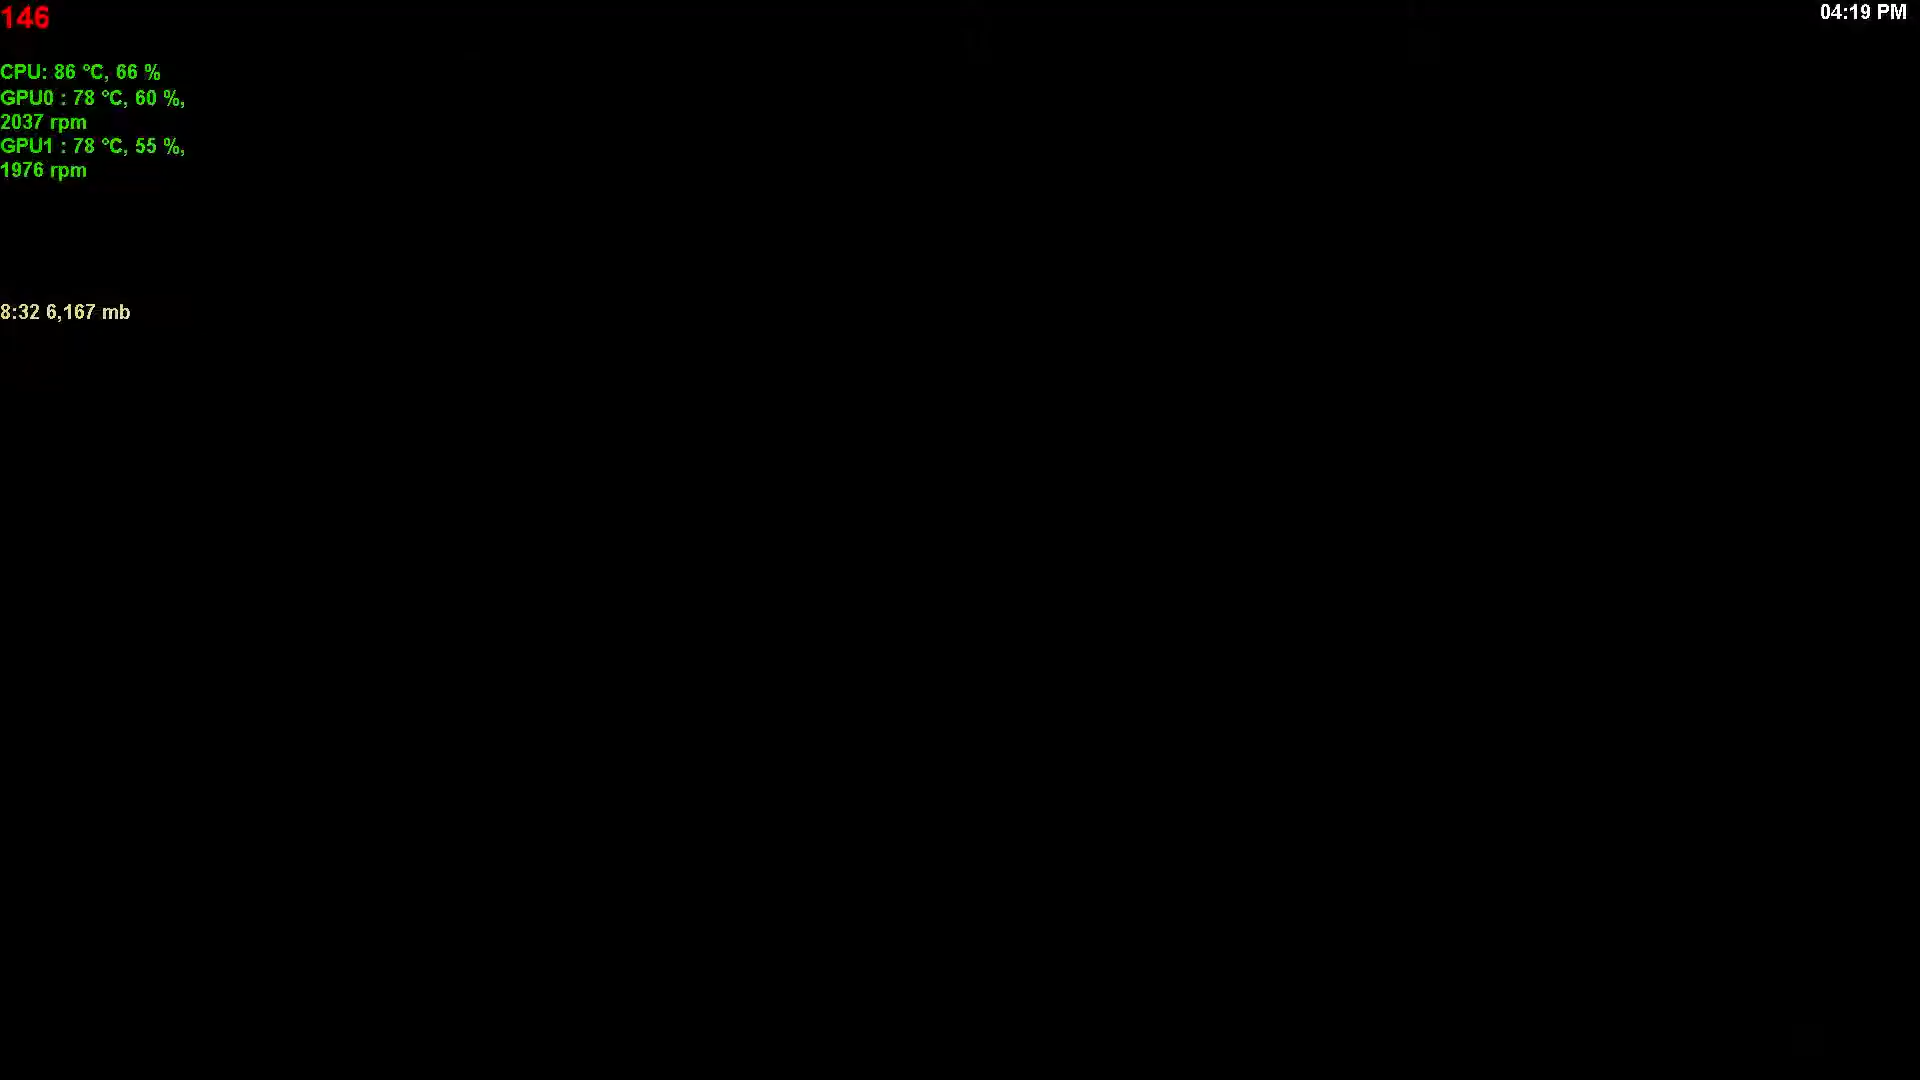 146
04:19 PM
CPU: 86 °C, 66 %
GPU0 : 78 °C, 60 %,
2037 rpm
GPU1 : 78 °C, 55 %,
1976 rpm
8:32 6,167 mb